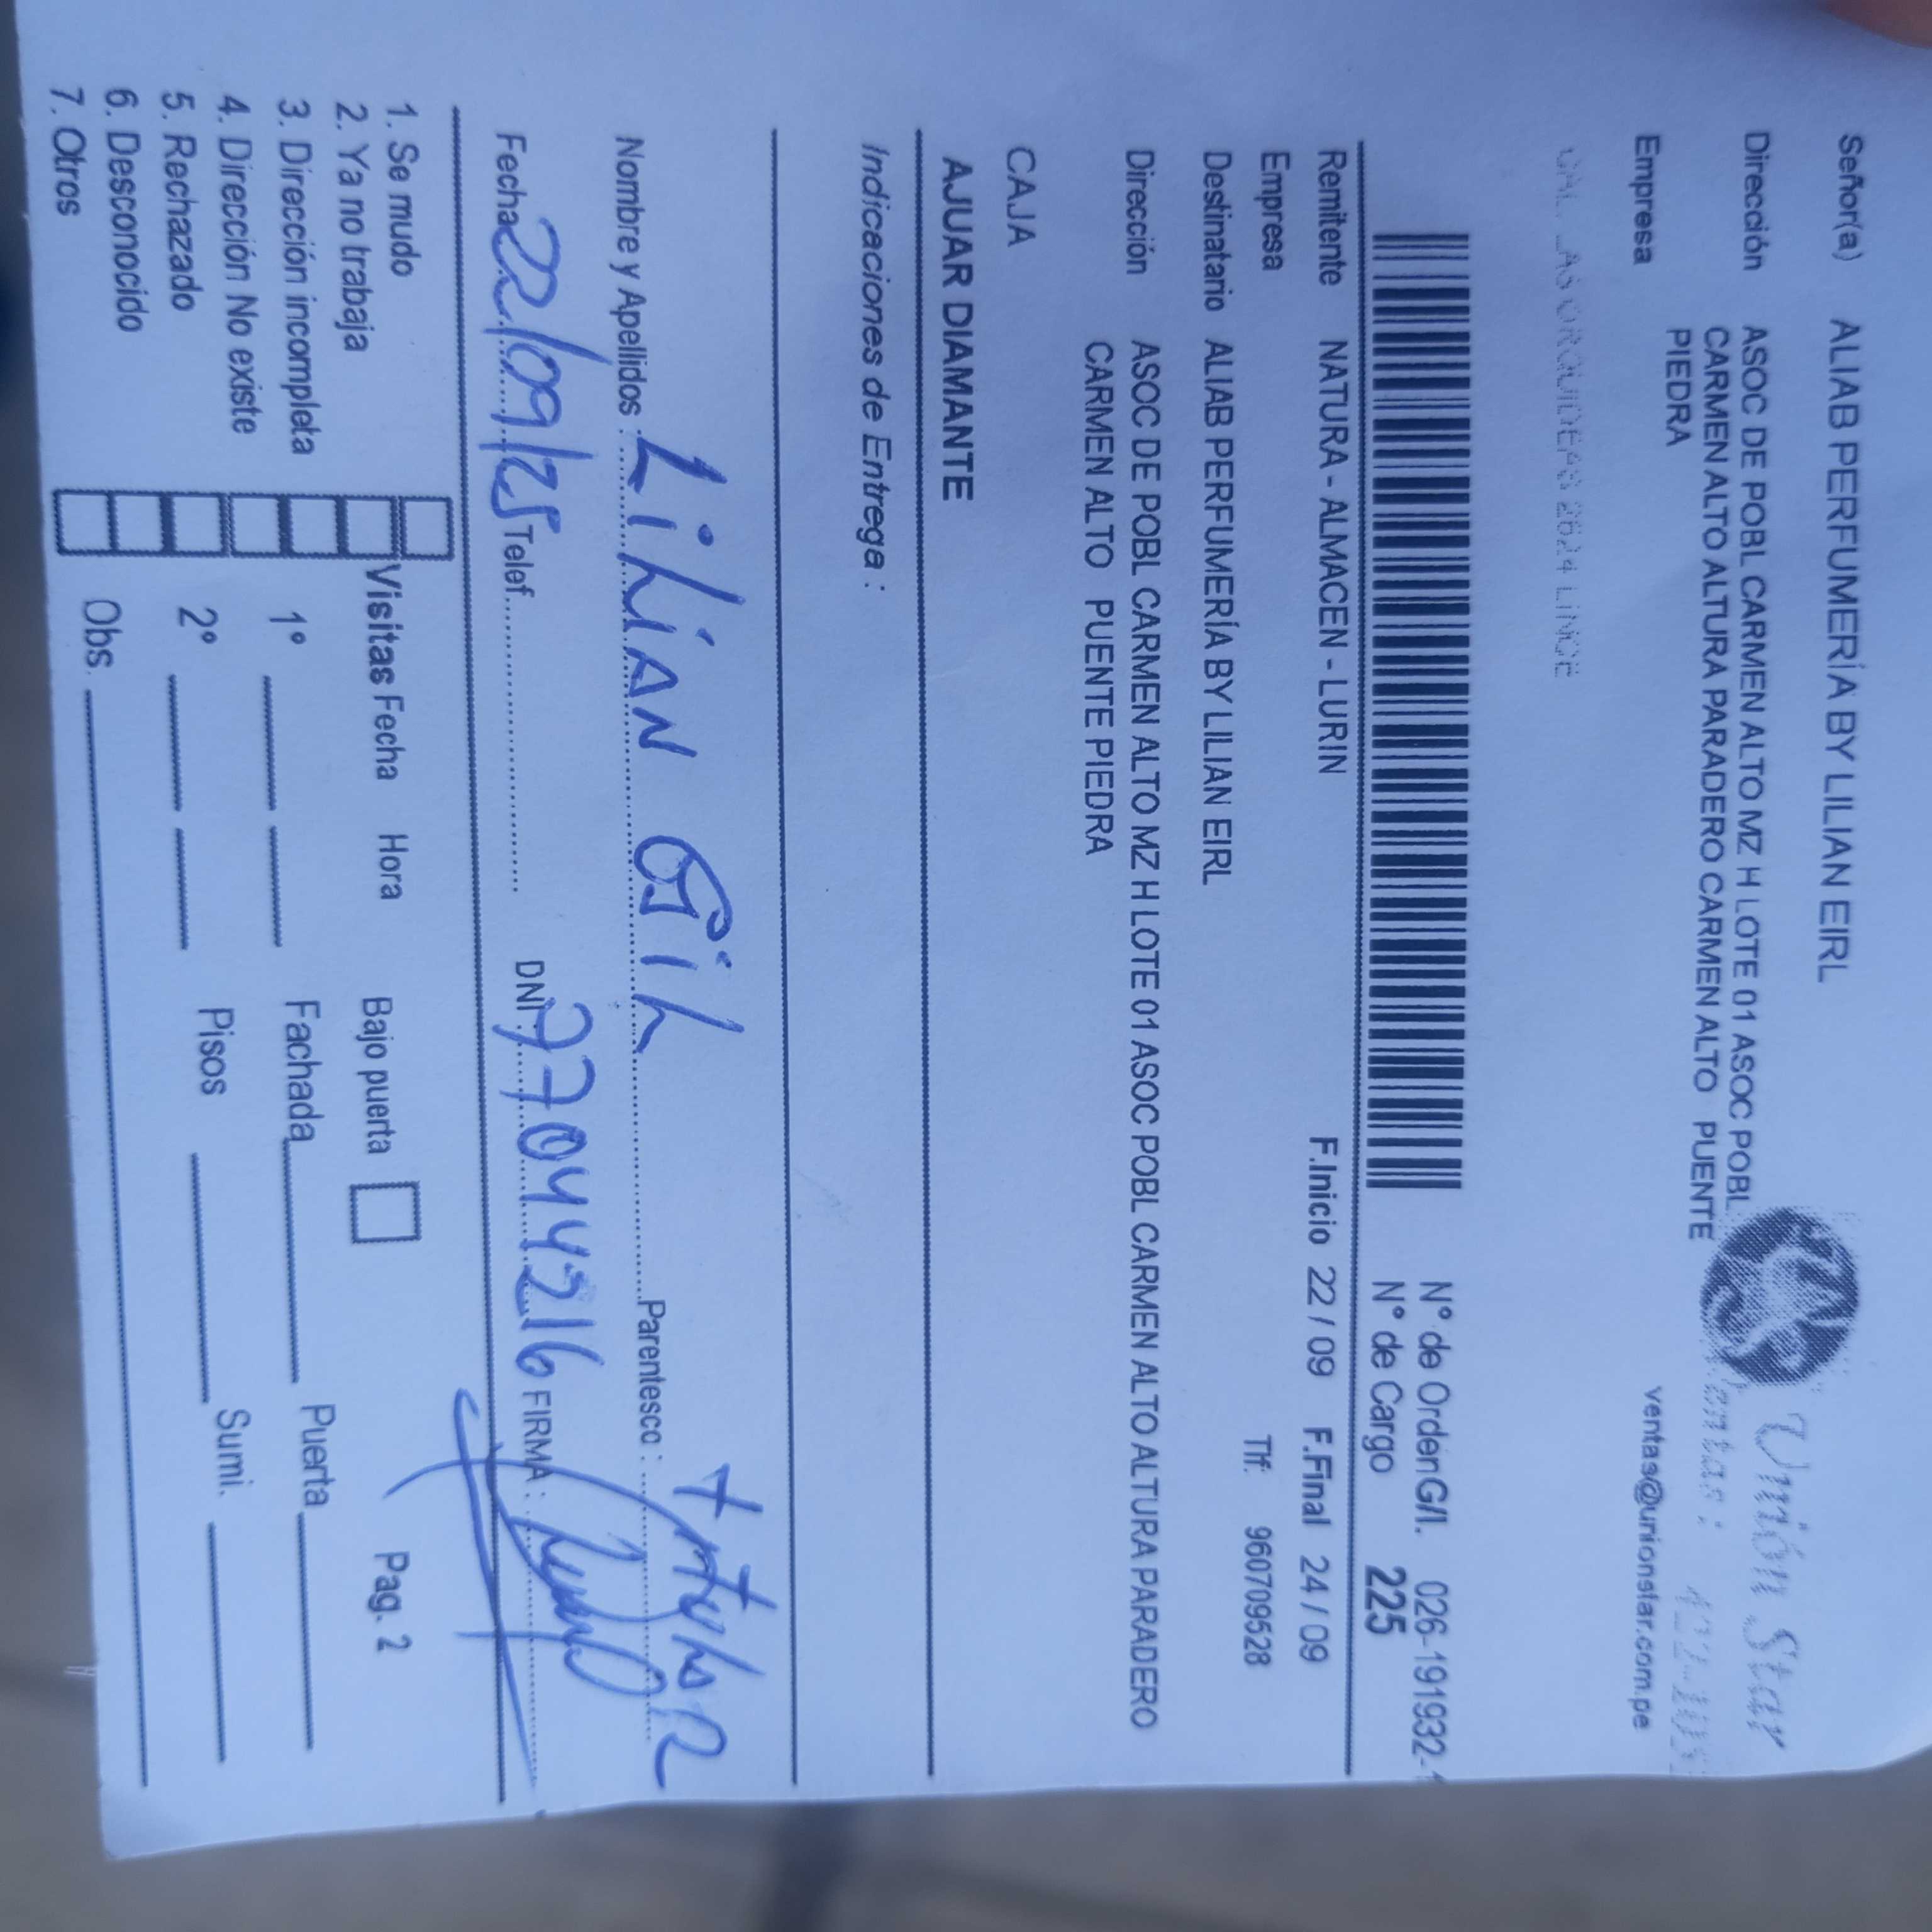 Señor(a) ALIAB PERFUMERÍA BY LILIAN EIRL
Dirección ASOC DE POBL CARMEN ALTO MZ H LOTE 01 ASOC POBL
CARMEN ALTO ALTURA PARADERO CARMEN ALTO PUENTE
PIEDRA
Empresa
Unión Star
Ventas :
ventas@unionstar.com.pe
CAL. LAS ORQUIDEAS 2624 LINCE
N° de Orden G/I. 026-191932-
N° de Cargo 225
Remitente NATURA - ALMACEN - LURIN F.Inicio 22 / 09 F.Final 24 / 09
Empresa Tlf: 960709528
Destinatario ALIAB PERFUMERÍA BY LILIAN EIRL
Dirección ASOC DE POBL CARMEN ALTO MZ H LOTE 01 ASOC POBL CARMEN ALTO ALTURA PARADERO
CARMEN ALTO PUENTE PIEDRA
CAJA
AJUAR DIAMANTE
Indicaciones de Entrega :
Nombre y Apellidos : Lilian Gil Parentesco :
Fecha 22/09/25 Telef. DNI : 77044216 FIRMA :
1. Se mudo
2. Ya no trabaja
3. Dirección incompleta
4. Dirección No existe
5. Rechazado
6. Desconocido
7. Otros
Visitas Fecha Hora Bajo puerta Pag. 2
1° Fachada Puerta
2° Pisos Sumi.
Obs.